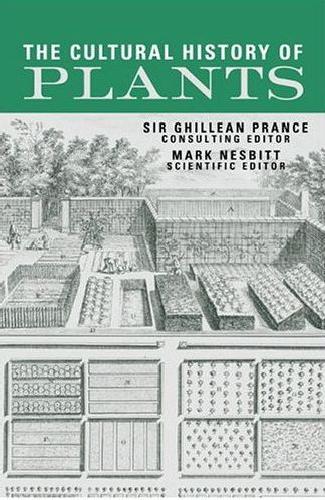 THE CULTURAL HISTORY OF
PLANTS
SIR GHILLEAN PRANCE
CONSULTING EDITOR
MARK NESBITT
SCIENTIFIC EDITOR